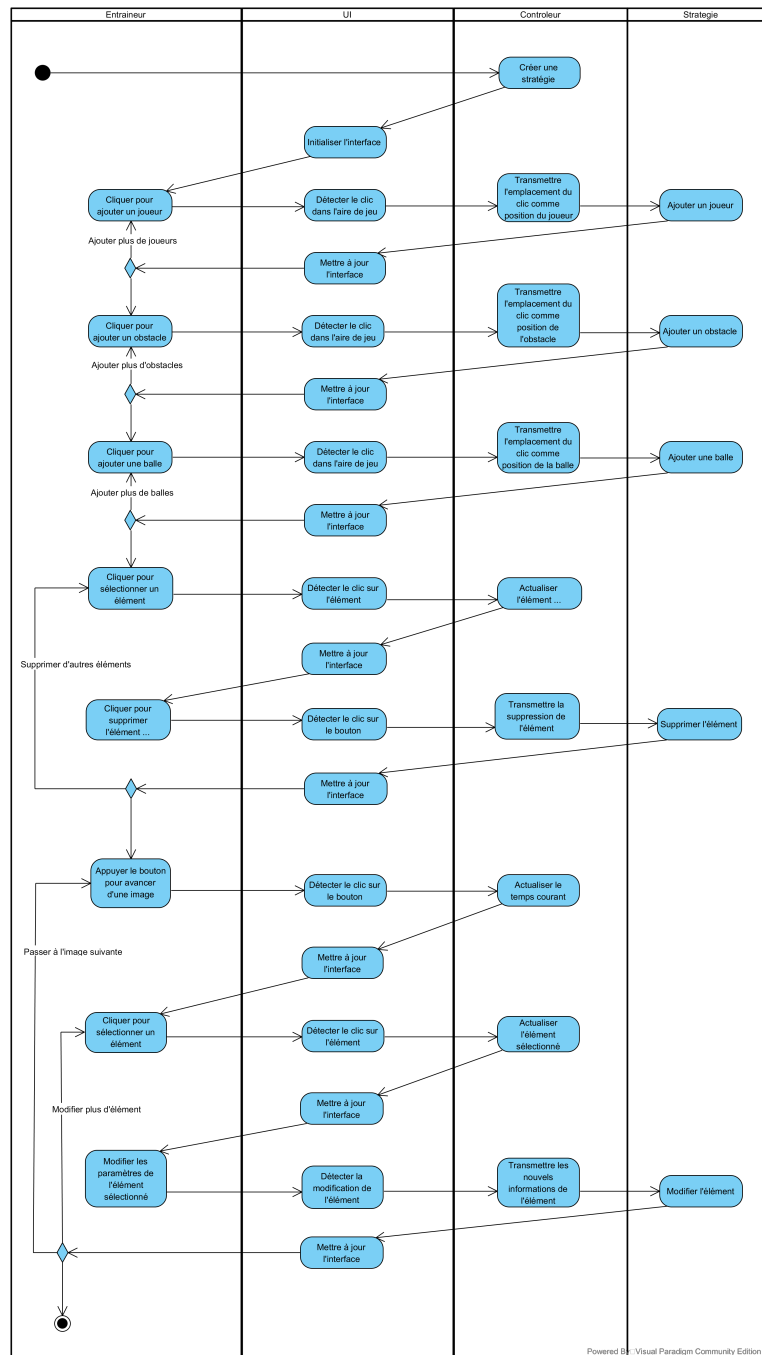 Entraineur
UI
Controleur
Strategie
Créer une
stratégie
Initialiser l'interface
Cliquer pour
ajouter un joueur
Détecter le clic
dans l'aire de jeu
Transmettre
l'emplacement du
clic comme
position du joueur
Ajouter un joueur
Ajouter plus de joueurs
Mettre à jour
l'interface
Cliquer pour
ajouter un obstacle
Détecter le clic
dans l'aire de jeu
Transmettre
l'emplacement du
clic comme
position de
l'obstacle
Ajouter un obstacle
Ajouter plus d'obstacles
Mettre à jour
l'interface
Cliquer pour
ajouter une balle
Détecter le clic
dans l'aire de jeu
Transmettre
l'emplacement du
clic comme
position de la balle
Ajouter une balle
Ajouter plus de balles
Mettre à jour
l'interface
Cliquer pour
sélectionner un
élément
Détecter le clic sur
l'élément
Actualiser
l'élément ...
Mettre à jour
l'interface
Supprimer d'autres éléments
Cliquer pour
supprimer
l'élément ...
Détecter le clic sur
le bouton
Transmettre la
suppression de
l'élément
Supprimer l'élément
Mettre à jour
l'interface
Appuyer le bouton
pour avancer
d'une image
Détecter le clic sur
le bouton
Actualiser le
temps courant
Passer à l'image suivante
Mettre à jour
l'interface
Cliquer pour
sélectionner un
élément
Détecter le clic sur
l'élément
Actualiser
l'élément
sélectionné
Modifier plus d'élément
Mettre à jour
l'interface
Modifier les
paramètres de
l'élément
sélectionné
Détecter la
modification de
l'élément
Transmettre les
nouvels
informations de
l'élément
Modifier l'élément
Mettre à jour
l'interface
Powered By Visual Paradigm Community Edition